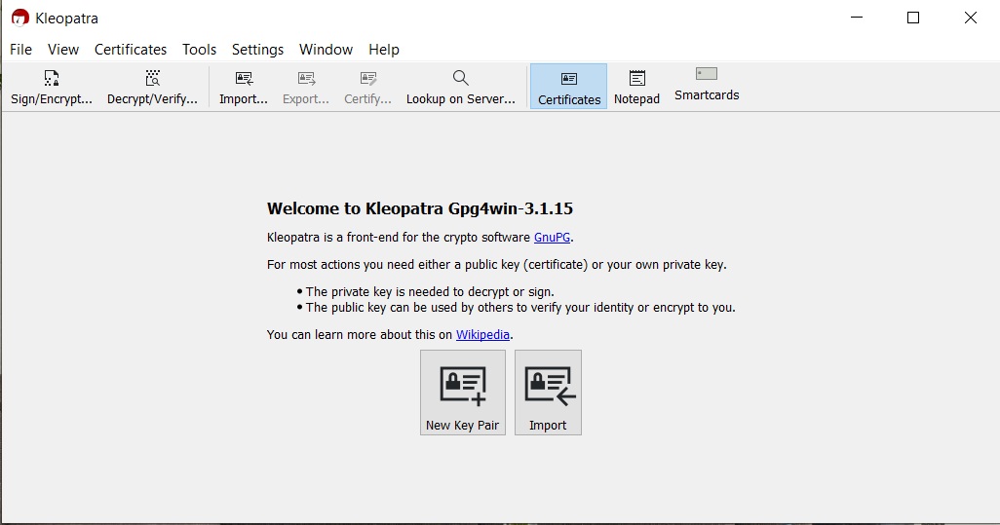 Kleopatra
File View Certificates Tools Settings Window Help
Sign/Encrypt... Decrypt/Verify... Import... Export... Certify... Lookup on Server... Certificates Notepad Smartcards
Welcome to Kleopatra Gpg4win-3.1.15
Kleopatra is a front-end for the crypto software GnuPG.
For most actions you need either a public key (certificate) or your own private key.
• The private key is needed to decrypt or sign.
• The public key can be used by others to verify your identity or encrypt to you.
You can learn more about this on Wikipedia.
New Key Pair Import